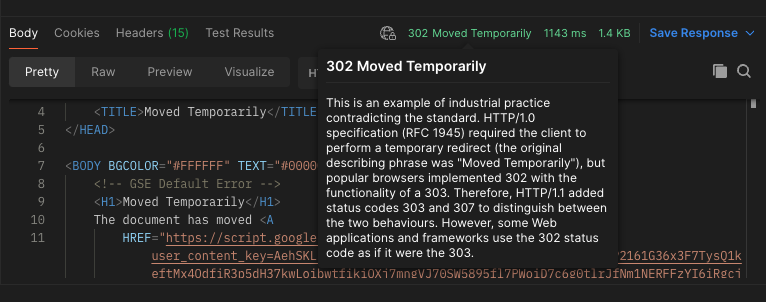 Body Cookies Headers (15) Test Results 302 Moved Temporarily 1143 ms 1.4 KB Save Response
Pretty Raw Preview Visualize
302 Moved Temporarily
This is an example of industrial practice
contradicting the standard. HTTP/1.0
specification (RFC 1945) required the client to
perform a temporary redirect (the original
describing phrase was "Moved Temporarily"), but
popular browsers implemented 302 with the
functionality of a 303. Therefore, HTTP/1.1 added
status codes 303 and 307 to distinguish between
the two behaviours. However, some Web
applications and frameworks use the 302 status
code as if it were the 303.
4 <TITLE>Moved Temporarily</TITLE
5 </HEAD>
6
7 <BODY BGCOLOR="#FFFFFF" TEXT="#0000
8 <!-- GSE Default Error -->
9 <H1>Moved Temporarily</H1>
10 The document has moved <A
11 HREF="https://script.google
user_content_key=AehSKL